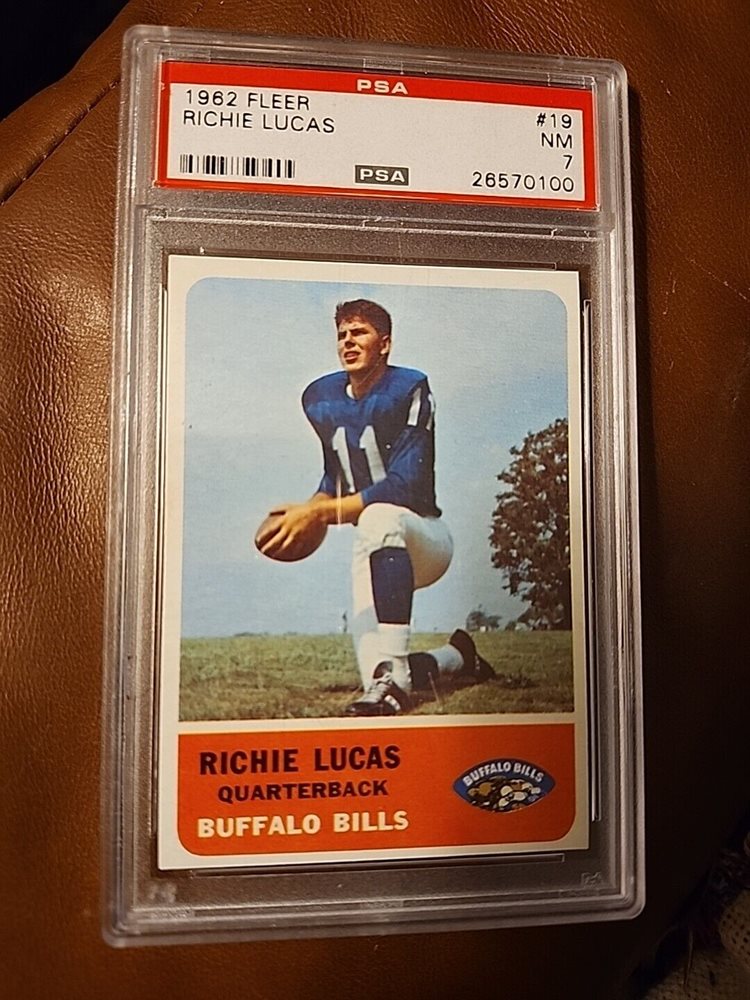 PSA
1962 FLEER #19
RICHIE LUCAS NM
7
PSA 26570100
11
RICHIE LUCAS
QUARTERBACK
BUFFALO BILLS
BUFFALO BILLS